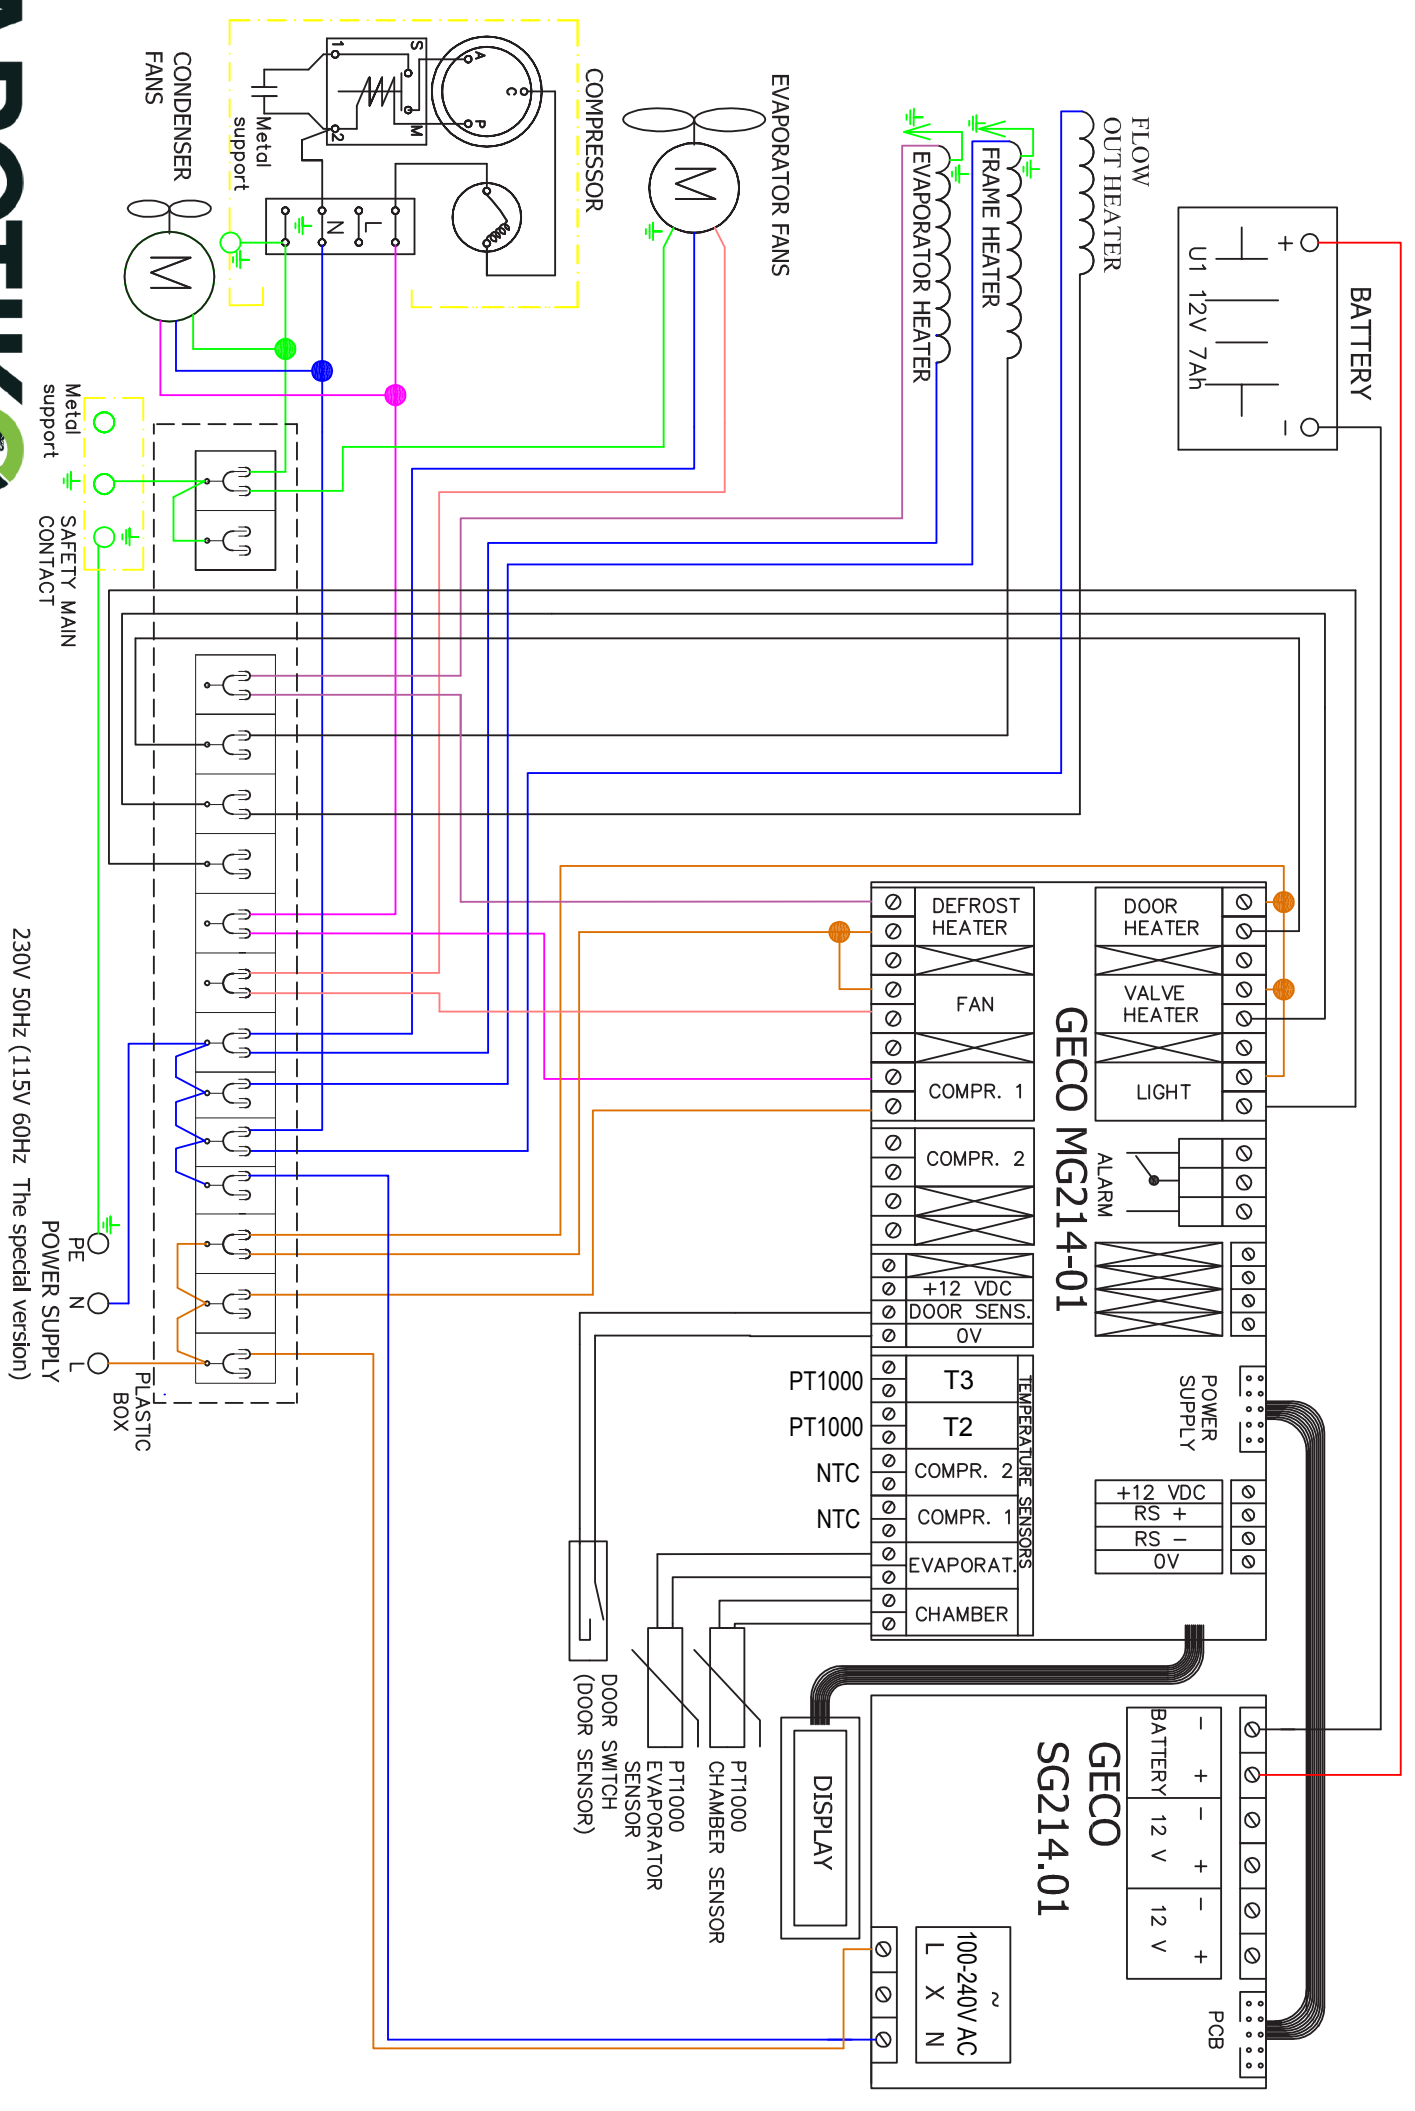 CONDENSER
FANS
Metal
support
COMPRESSOR
1
2
S
M
A
C
P
N
L
M
EVAPORATOR FANS
M
EVAPORATOR HEATER
FRAME HEATER
FLOW
OUT HEATER
BATTERY
+
U1 12V 7Ah
-
Metal
support
SAFETY MAIN
CONTACT
230V 50Hz (115V 60Hz The special version)
POWER SUPPLY
PE
N
L
PLASTIC
BOX
GECO MG214-01
DEFROST
HEATER
FAN
COMPR. 1
COMPR. 2
+12 VDC
DOOR SENS.
0V
TEMPERATURE SENSORS
T3
T2
COMPR. 2
COMPR. 1
EVAPORAT.
CHAMBER
PT1000
PT1000
NTC
NTC
DOOR
HEATER
VALVE
HEATER
LIGHT
ALARM
POWER
SUPPLY
+12 VDC
RS +
RS -
0V
DOOR SWITCH
(DOOR SENSOR)
PT1000
EVAPORATOR
SENSOR
PT1000
CHAMBER SENSOR
DISPLAY
GECO
SG214.01
BATTERY
- +
12 V
- +
12 V
- +
~
100-240V AC
L X N
PCB